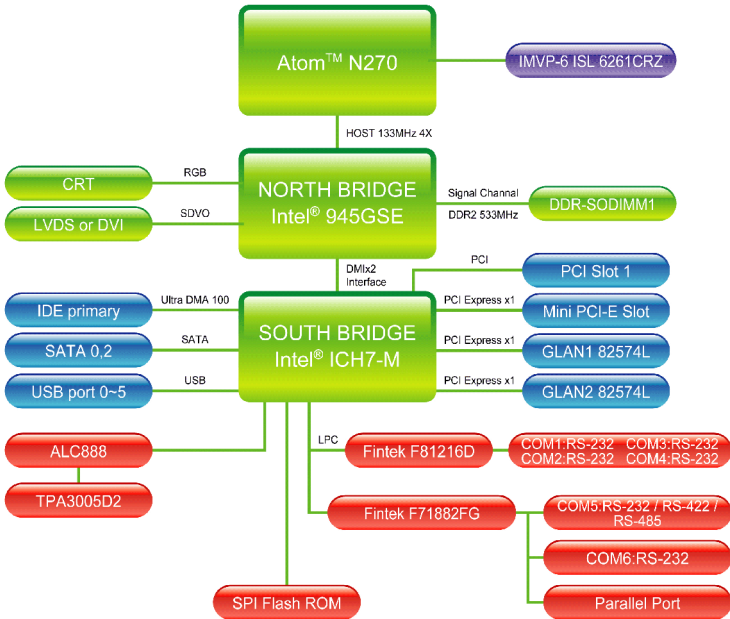 Atom™ N270
IMVP-6 ISL 6261CRZ
HOST 133MHz 4X
CRT
RGB
NORTH BRIDGE
Intel® 945GSE
LVDS or DVI
SDVO
Signal Channel
DDR2 533MHz
DDR-SODIMM1
DMIx2
Interface
PCI
PCI Slot 1
IDE primary
Ultra DMA 100
SOUTH BRIDGE
Intel® ICH7-M
PCI Express x1
Mini PCI-E Slot
SATA 0,2
SATA
PCI Express x1
GLAN1 82574L
USB port 0~5
USB
PCI Express x1
GLAN2 82574L
ALC888
TPA3005D2
LPC
Fintek F81216D
COM1:RS-232 COM3:RS-232
COM2:RS-232 COM4:RS-232
Fintek F71882FG
COM5:RS-232 / RS-422 /
RS-485
COM6:RS-232
Parallel Port
SPI Flash ROM